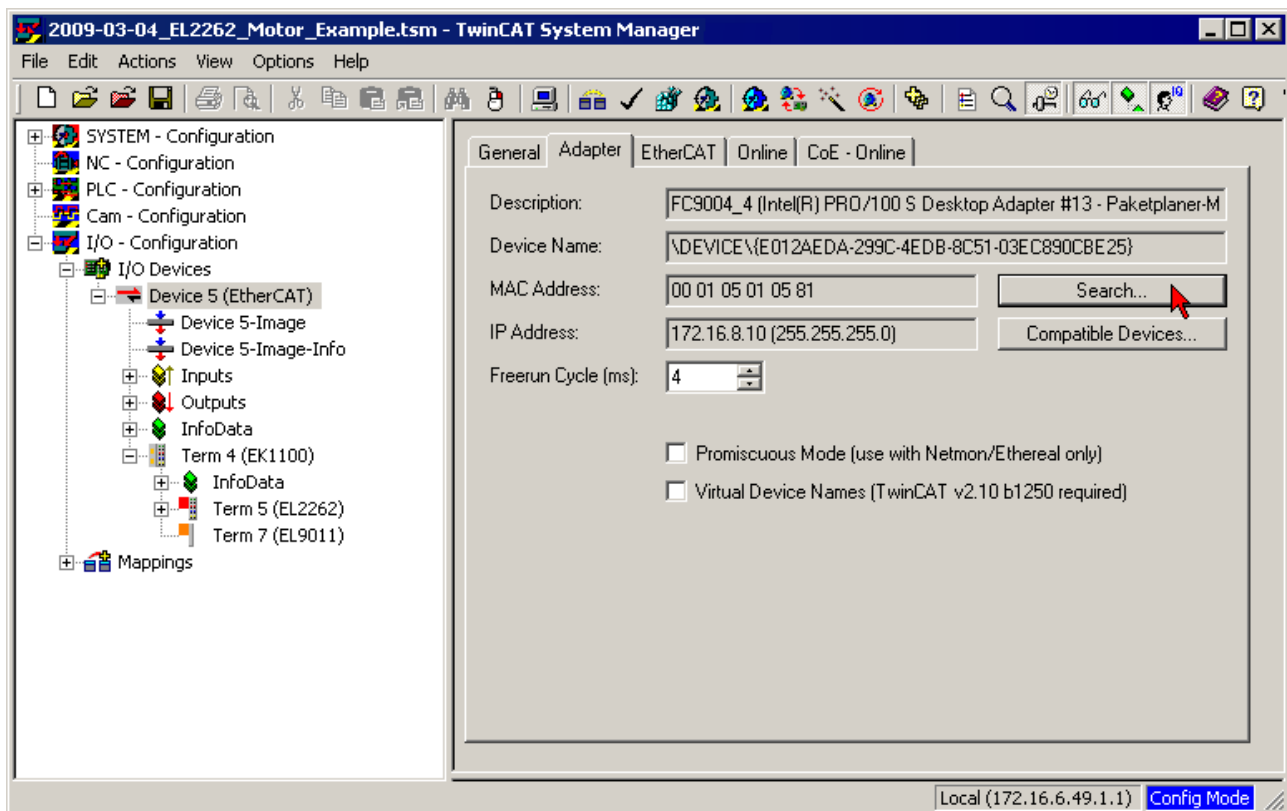 2009-03-04_EL2262_Motor_Example.tsm - TwinCAT System Manager
File Edit Actions View Options Help
SYSTEM - Configuration
NC - Configuration
PLC - Configuration
Cam - Configuration
I/O - Configuration
I/O Devices
Device 5 (EtherCAT)
Device 5-Image
Device 5-Image-Info
Inputs
Outputs
InfoData
Term 4 (EK1100)
InfoData
Term 5 (EL2262)
Term 7 (EL9011)
Mappings
General Adapter EtherCAT Online CoE - Online
Description: FC9004_4 (Intel(R) PRO/100 S Desktop Adapter #13 - Paketplaner-M
Device Name: \DEVICE\{E012AEDA-299C-4EDB-8C51-03EC890CBE25}
MAC Address: 00 01 05 01 05 81 Search...
IP Address: 172.16.8.10 (255.255.255.0) Compatible Devices...
Freerun Cycle (ms): 4
Promiscuous Mode (use with Netmon/Ethereal only)
Virtual Device Names (TwinCAT v2.10 b1250 required)
Local (172.16.6.49.1.1) Config Mode